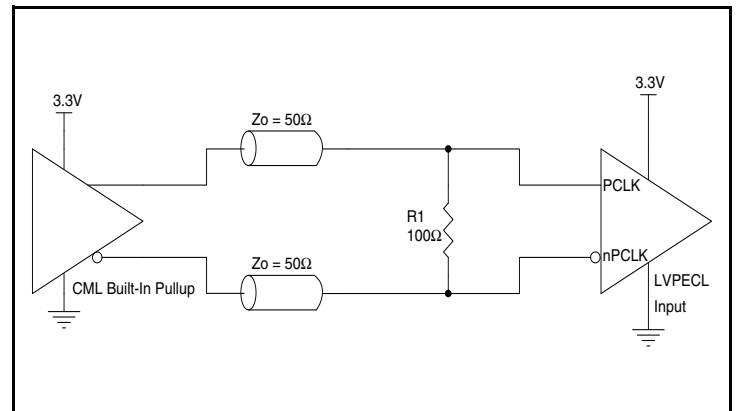 3.3V
3.3V
Zo = 50Ω
PCLK
R1
100Ω
Zo = 50Ω
nPCLK
CML Built-In Pullup
LVPECL
Input